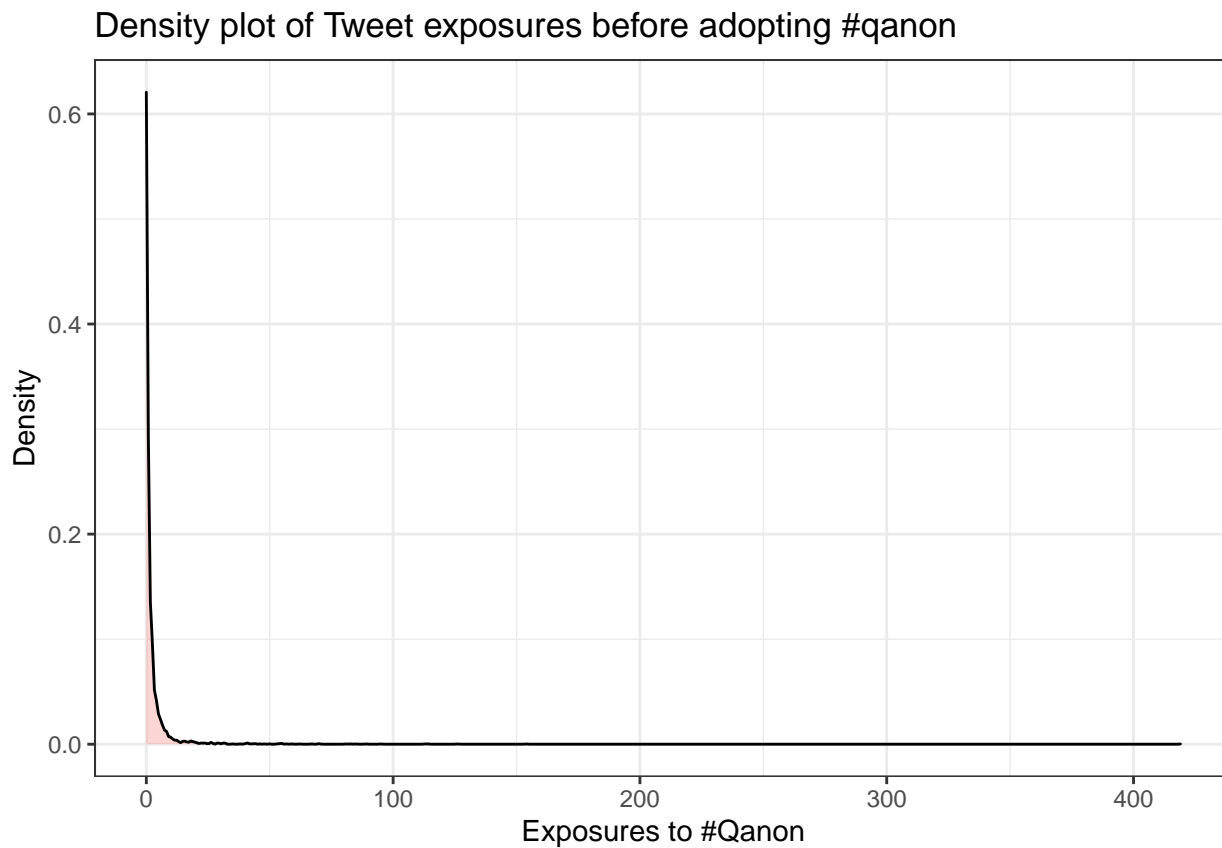 Density plot of Tweet exposures before adopting #qanon
0.6
0.4
0.2
0.0
Density
0 100 200 300 400
Exposures to #Qanon